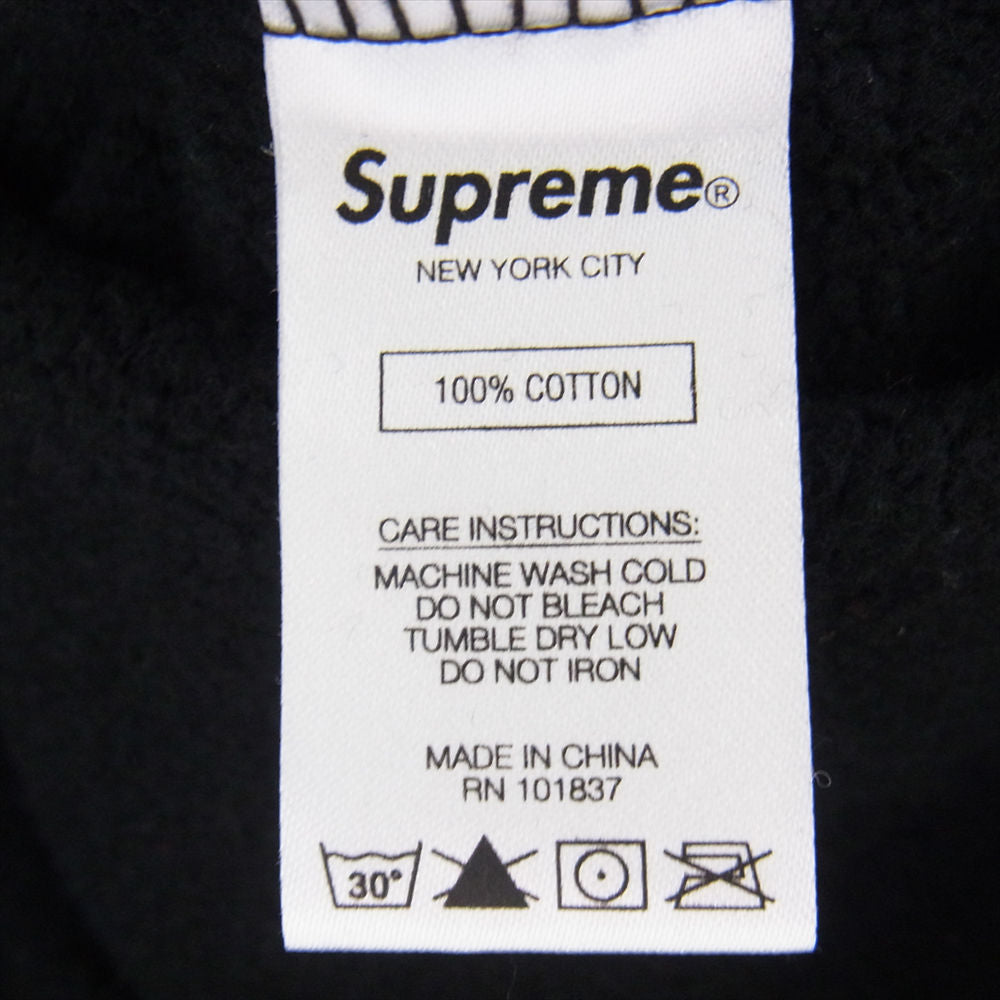 Supreme®
NEW YORK CITY
100% COTTON
CARE INSTRUCTIONS:
MACHINE WASH COLD
DO NOT BLEACH
TUMBLE DRY LOW
DO NOT IRON
MADE IN CHINA
RN 101837
30°